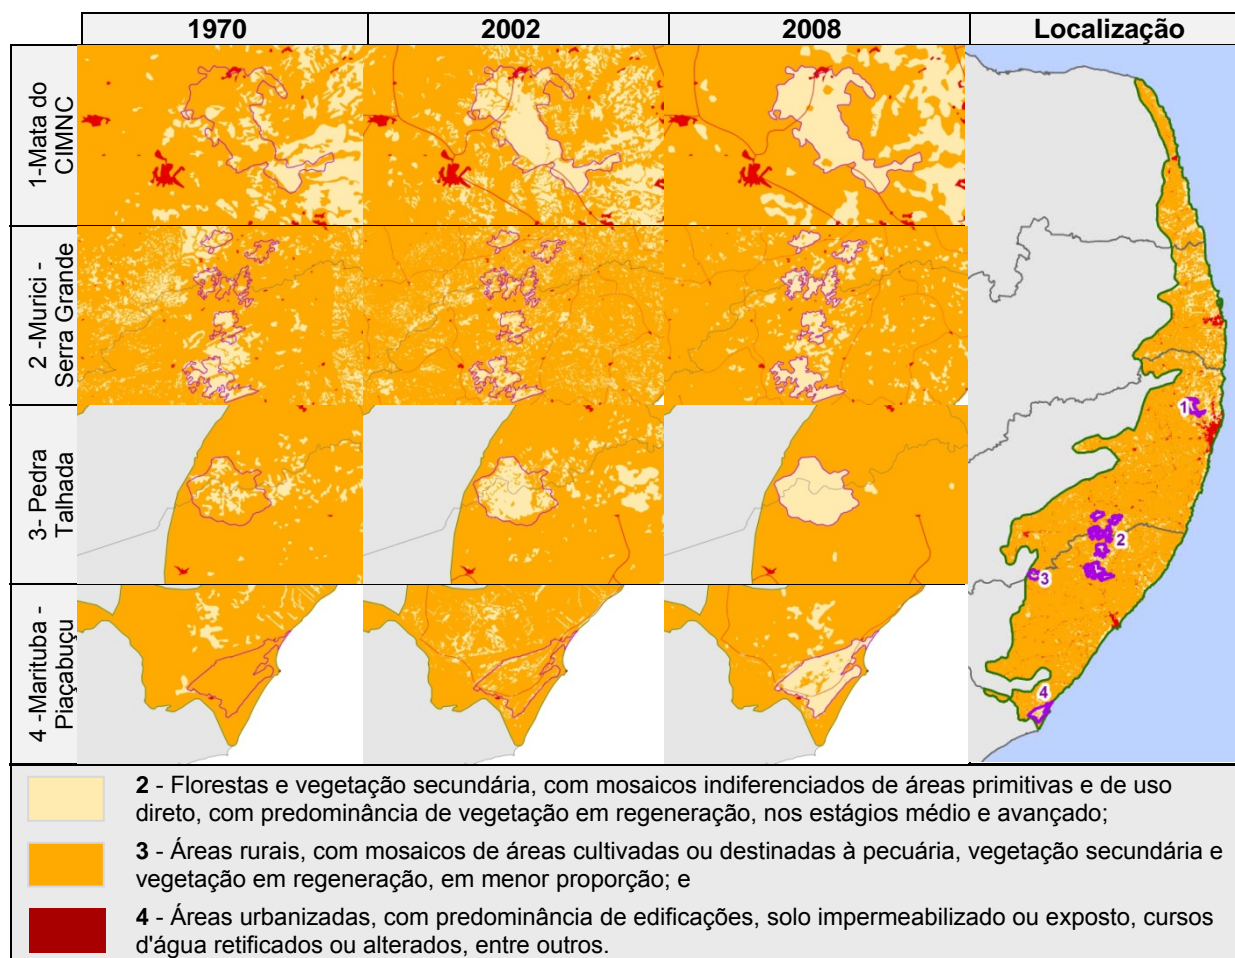 1970 2002 2008 Localização
1-Mata do
CIMNC
2 -Murici -
Serra Grande
3- Pedra
Talhada
4 -Marituba -
Piaçabuçu
1
2
3
4
2 - Florestas e vegetação secundária, com mosaicos indiferenciados de áreas primitivas e de uso
direto, com predominância de vegetação em regeneração, nos estágios médio e avançado;
3 - Áreas rurais, com mosaicos de áreas cultivadas ou destinadas à pecuária, vegetação secundária e
vegetação em regeneração, em menor proporção; e
4 - Áreas urbanizadas, com predominância de edificações, solo impermeabilizado ou exposto, cursos
d'água retificados ou alterados, entre outros.